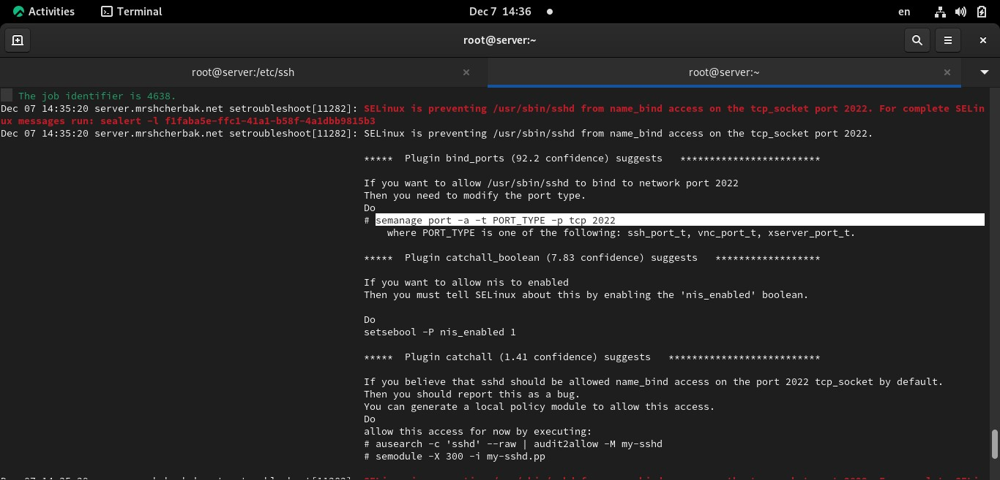 Activities Terminal Dec 7 14:36 en
root@server:~
root@server:/etc/ssh root@server:~
The job identifier is 4638.
Dec 07 14:35:20 server.mrshcherbak.net setroubleshoot[11282]: SELinux is preventing /usr/sbin/sshd from name_bind access on the tcp_socket port 2022. For complete SELin
ux messages run: sealert -l f1faba5e-ffc1-41a1-b58f-4a1dbb9815b3
Dec 07 14:35:20 server.mrshcherbak.net setroubleshoot[11282]: SELinux is preventing /usr/sbin/sshd from name_bind access on the tcp_socket port 2022.
***** Plugin bind_ports (92.2 confidence) suggests ************************
If you want to allow /usr/sbin/sshd to bind to network port 2022
Then you need to modify the port type.
Do
# semanage port -a -t PORT_TYPE -p tcp 2022
where PORT_TYPE is one of the following: ssh_port_t, vnc_port_t, xserver_port_t.
***** Plugin catchall_boolean (7.83 confidence) suggests ******************
If you want to allow nis to enabled
Then you must tell SELinux about this by enabling the 'nis_enabled' boolean.
Do
setsebool -P nis_enabled 1
***** Plugin catchall (1.41 confidence) suggests **************************
If you believe that sshd should be allowed name_bind access on the port 2022 tcp_socket by default.
Then you should report this as a bug.
You can generate a local policy module to allow this access.
Do
allow this access for now by executing:
# ausearch -c 'sshd' --raw | audit2allow -M my-sshd
# semodule -X 300 -i my-sshd.pp